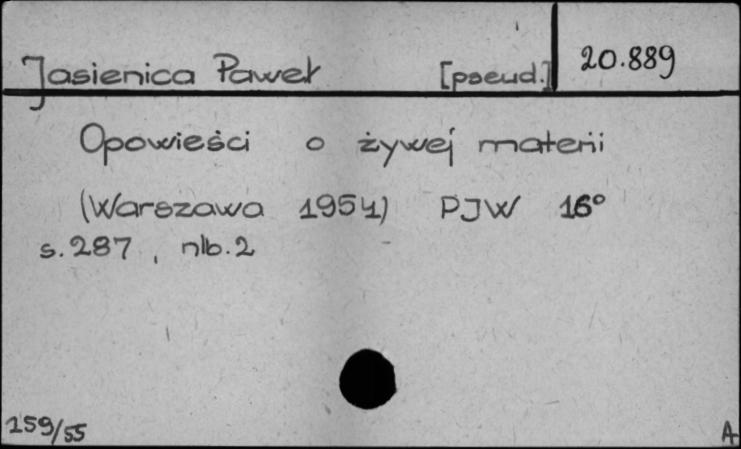 Jasienica Paweł [pseud.] 20.889
Opowieści o żywej materii
(Warszawa 1954) PJW 16°
s. 287, nlb. 2
159/55 A